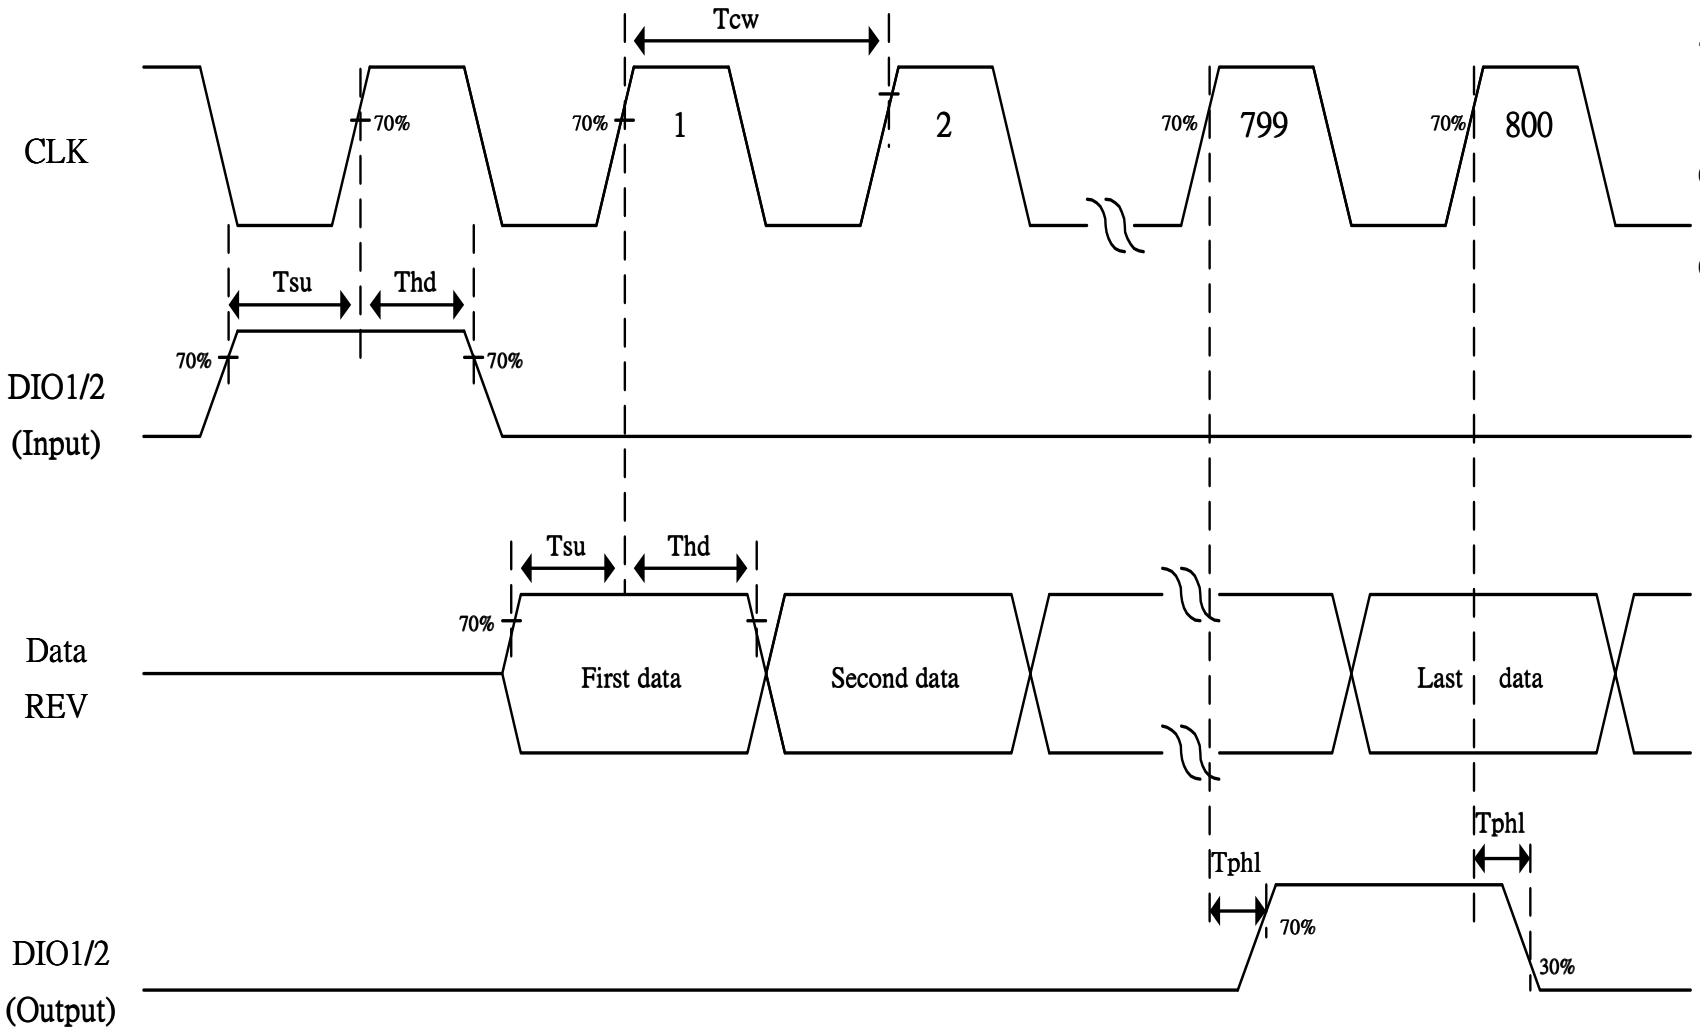 Tcw
70%
70%
1
2
70%
799
70%
800
CLK
Tsu
Thd
70%
70%
DIO1/2
(Input)
Tsu
Thd
70%
Data
REV
First data
Second data
Last data
Tphl
Tphl
70%
DIO1/2
(Output)
30%